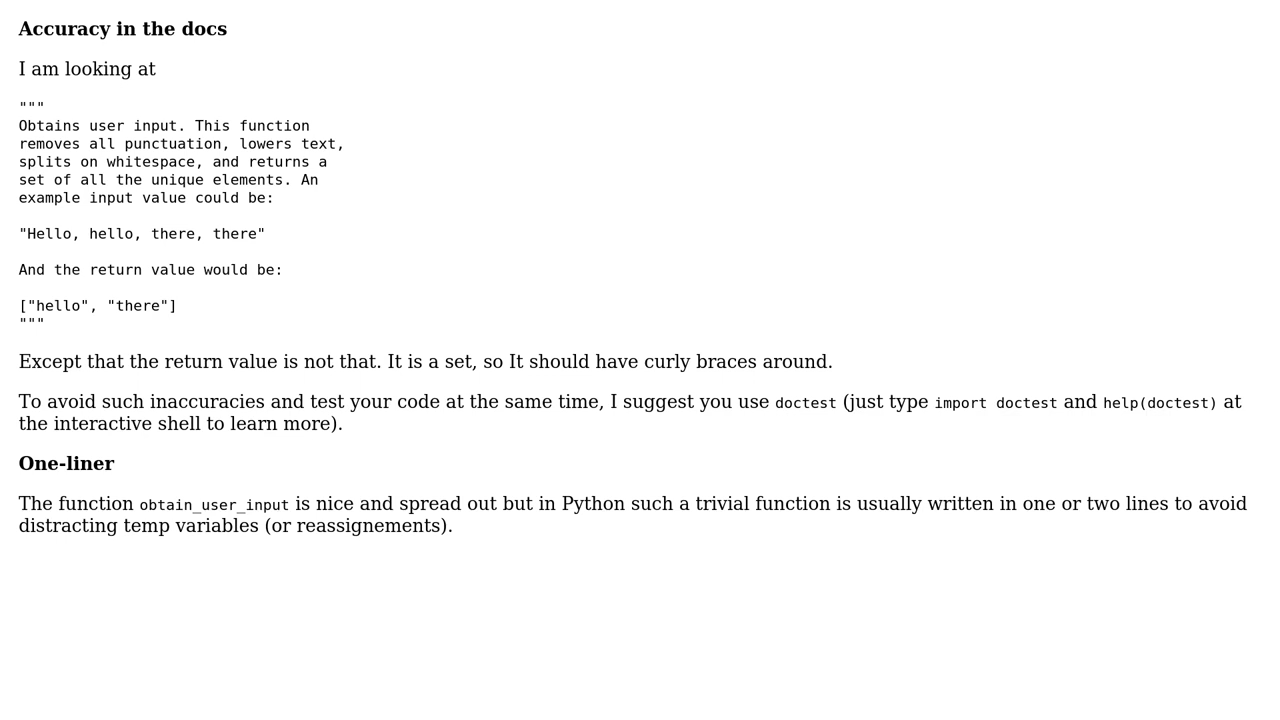 Accuracy in the docs
I am looking at
"""
Obtains user input. This function
removes all punctuation, lowers text,
splits on whitespace, and returns a
set of all the unique elements. An
example input value could be:
"Hello, hello, there, there"
And the return value would be:
["hello", "there"]
"""
Except that the return value is not that. It is a set, so It should have curly braces around.
To avoid such inaccuracies and test your code at the same time, I suggest you use doctest (just type import doctest and help(doctest) at
the interactive shell to learn more).
One-liner
The function obtain_user_input is nice and spread out but in Python such a trivial function is usually written in one or two lines to avoid
distracting temp variables (or reassignements).